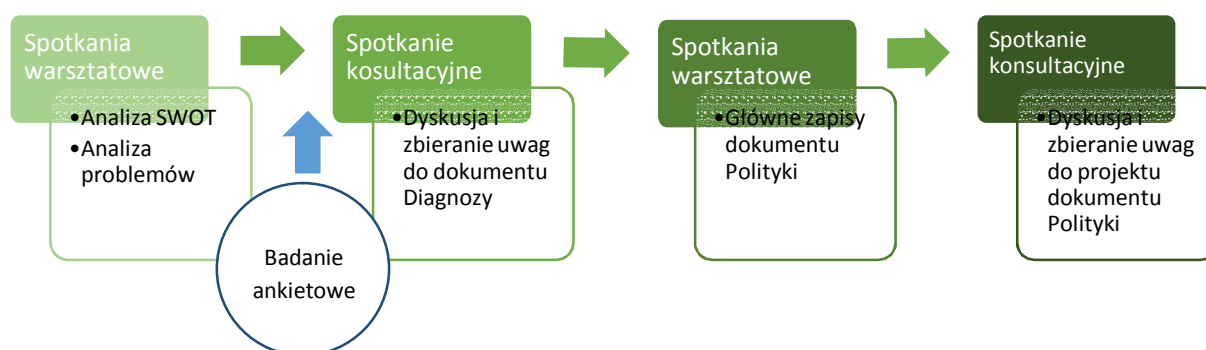 Spotkania
warsztatowe
•Analiza SWOT
•Analiza
problemów
Badanie
ankietowe
Spotkanie
kosultacyjne
•Dyskusja i
zbieranie uwag
do dokumentu
Diagnozy
Spotkania
warsztatowe
•Główne zapisy
dokumentu
Polityki
Spotkanie
konsultacyjne
•Dyskusja i
zbieranie uwag
do projektu
dokumentu
Polityki